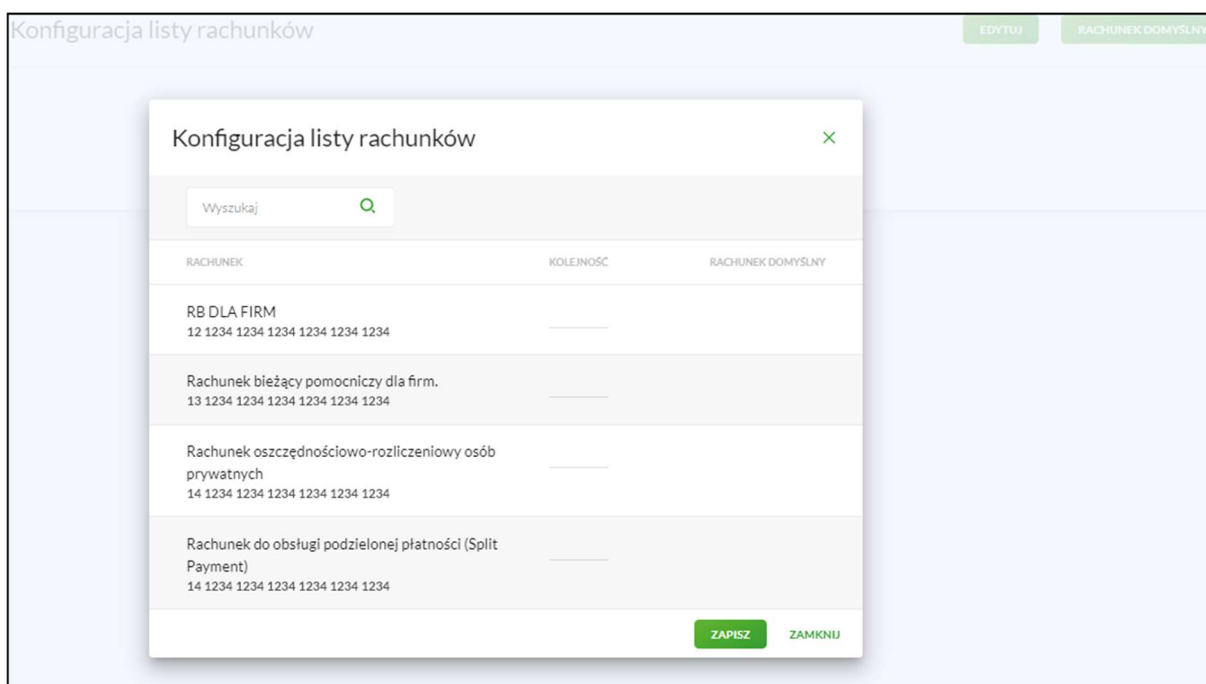 Konfiguracja listy rachunków
EDYTUJ
RACHUNEK DOMYŚLNY
Konfiguracja listy rachunków
Wyszukaj
RACHUNEK KOLEJNOŚĆ RACHUNEK DOMYŚLNY
RB DLA FIRM
12 1234 1234 1234 1234 1234 1234
Rachunek bieżący pomocniczy dla firm.
13 1234 1234 1234 1234 1234 1234
Rachunek oszczędnościowo-rozliczeniowy osób
prywatnych
14 1234 1234 1234 1234 1234 1234
Rachunek do obsługi podzielonej płatności (Split
Payment)
14 1234 1234 1234 1234 1234 1234
ZAPISZ ZAMKNIJ